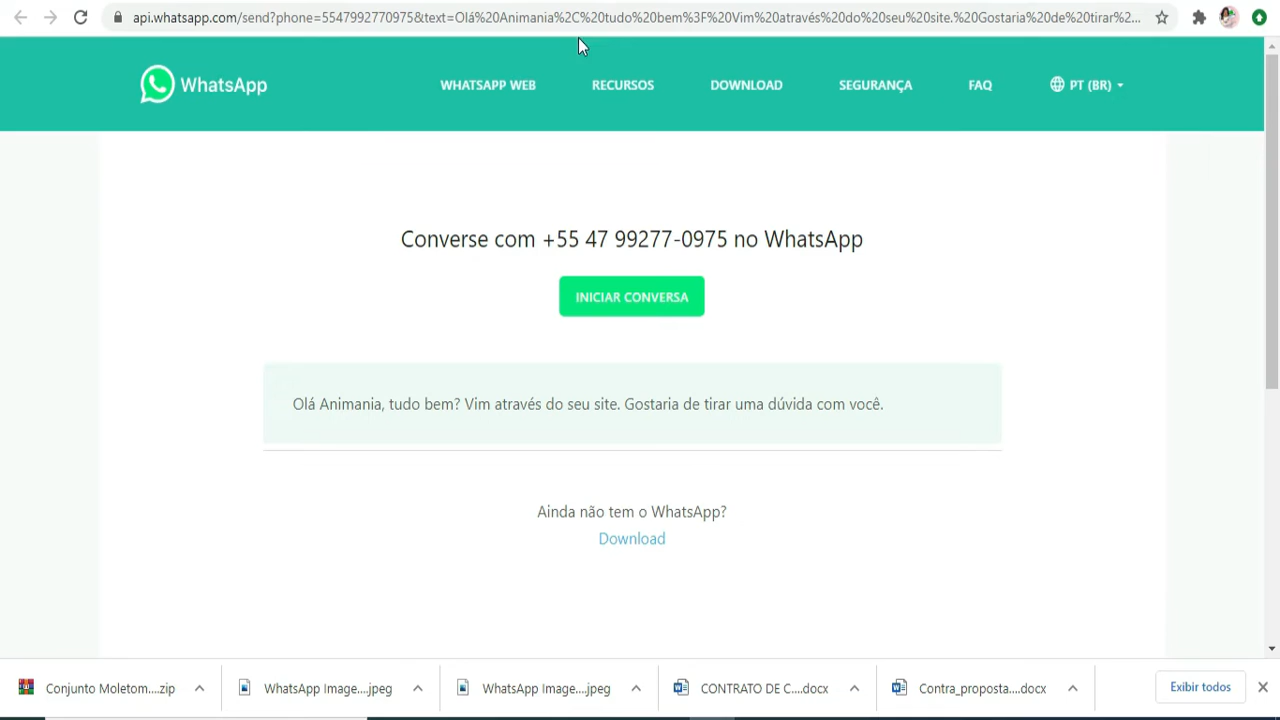 api.whatsapp.com/send?phone=5547992770975&text=Olá%20Animania%2C%20tudo%20bem%3F%20Vim%20através%20do%20seu%20site.%20Gostaria%20de%20tirar%2...
WhatsApp WHATSAPP WEB RECURSOS DOWNLOAD SEGURANÇA FAQ PT (BR)
Converse com +55 47 99277-0975 no WhatsApp
INICIAR CONVERSA
Olá Animania, tudo bem? Vim através do seu site. Gostaria de tirar uma dúvida com você.
Ainda não tem o WhatsApp?
Download
Conjunto Moletom....zip WhatsApp Image....jpeg WhatsApp Image....jpeg CONTRATO DE C....docx Contra_proposta....docx Exibir todos